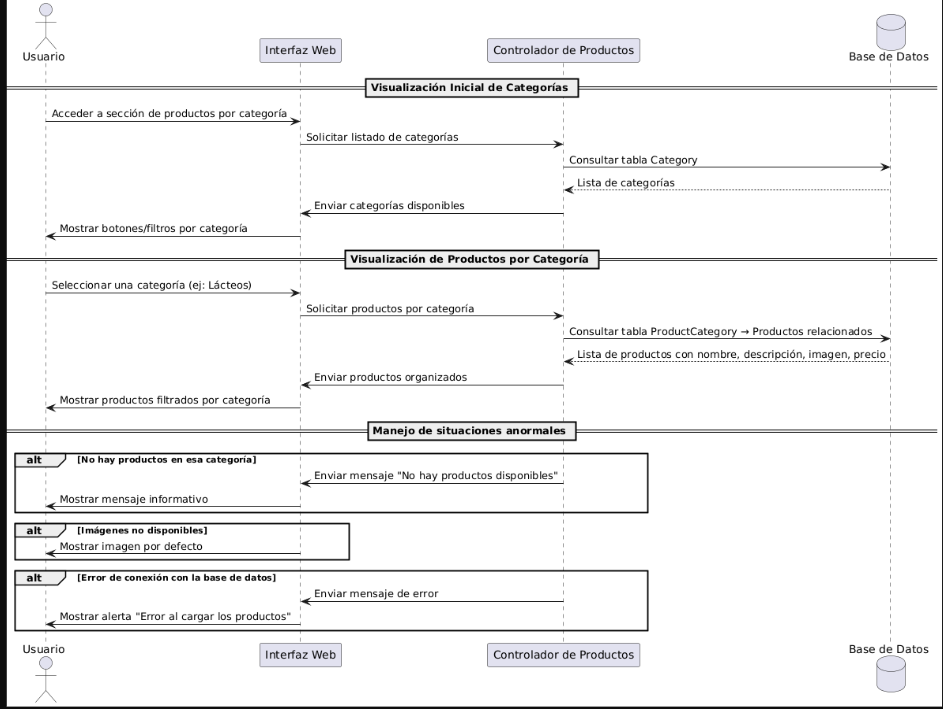 Usuario
Interfaz Web
Controlador de Productos
Base de Datos
Visualización Inicial de Categorías
Acceder a sección de productos por categoría
Solicitar listado de categorías
Consultar tabla Category
Lista de categorías
Enviar categorías disponibles
Mostrar botones/filtros por categoría
Visualización de Productos por Categoría
Seleccionar una categoría (ej: Lácteos)
Solicitar productos por categoría
Consultar tabla ProductCategory → Productos relacionados
Lista de productos con nombre, descripción, imagen, precio
Enviar productos organizados
Mostrar productos filtrados por categoría
Manejo de situaciones anormales
alt [No hay productos en esa categoría]
Enviar mensaje "No hay productos disponibles"
Mostrar mensaje informativo
alt [Imágenes no disponibles]
Mostrar imagen por defecto
alt [Error de conexión con la base de datos]
Enviar mensaje de error
Mostrar alerta "Error al cargar los productos"
Usuario
Interfaz Web
Controlador de Productos
Base de Datos